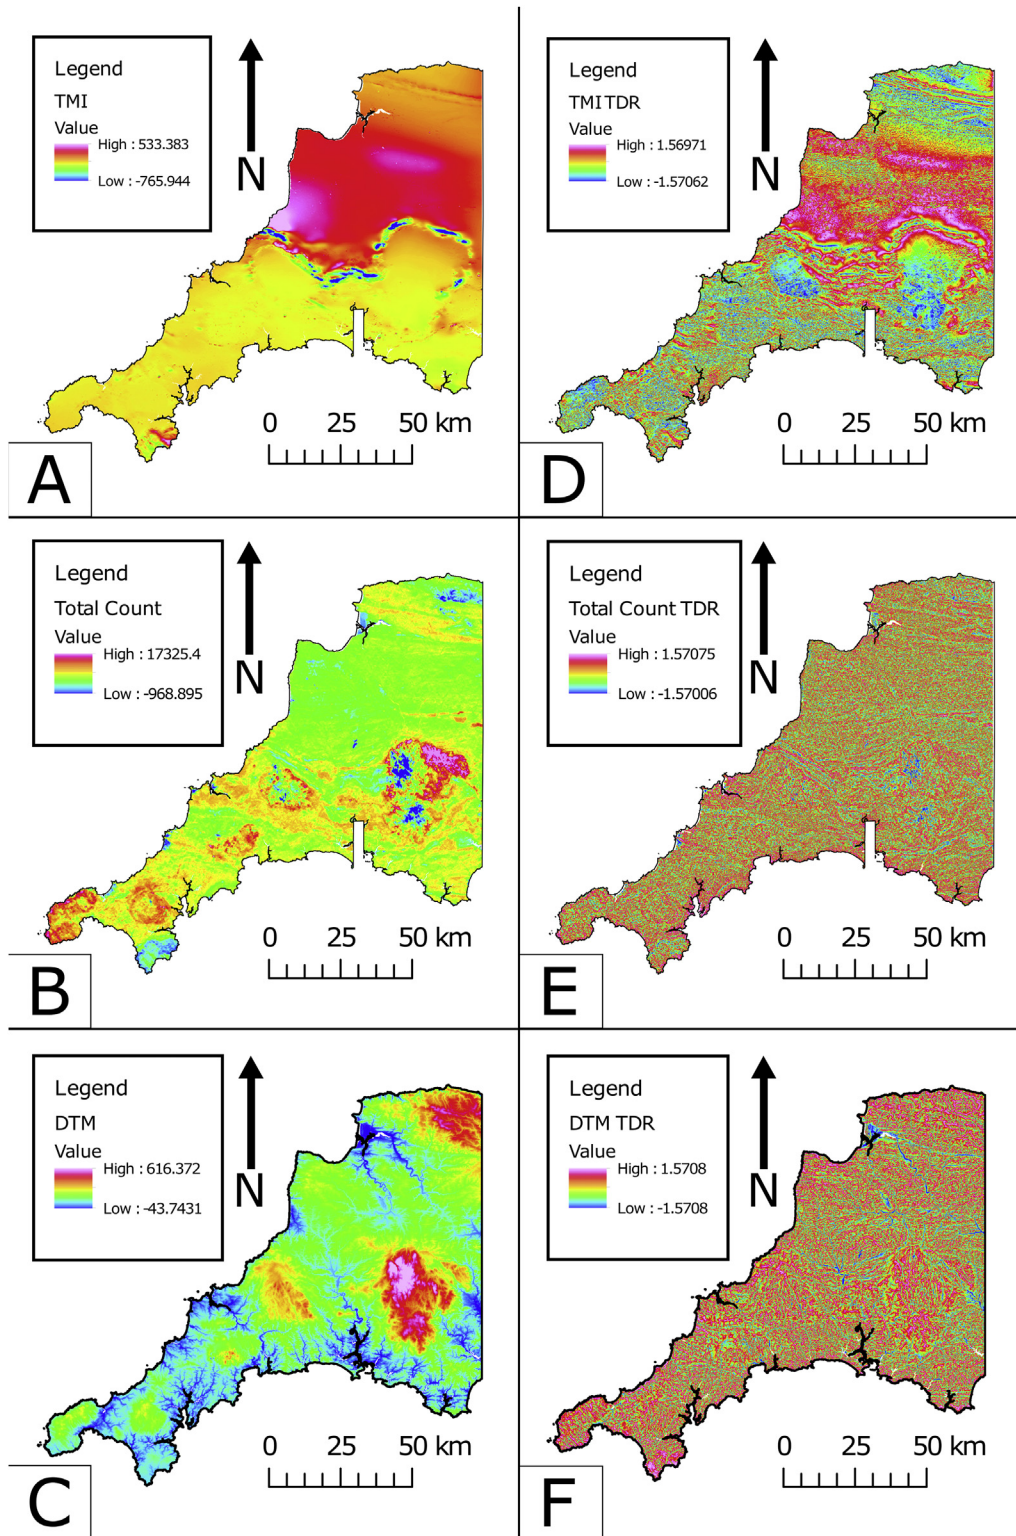 Legend
TMI
Value
High : 533.383
Low : -765.944
N
0 25 50 km
A
Legend
TMI TDR
Value
High : 1.56971
Low : -1.57062
N
0 25 50 km
D
Legend
Total Count
Value
High : 17325.4
Low : -968.895
N
0 25 50 km
B
Legend
Total Count TDR
Value
High : 1.57075
Low : -1.57006
N
0 25 50 km
E
Legend
DTM
Value
High : 616.372
Low : -43.7431
N
0 25 50 km
C
Legend
DTM TDR
Value
High : 1.5708
Low : -1.5708
N
0 25 50 km
F